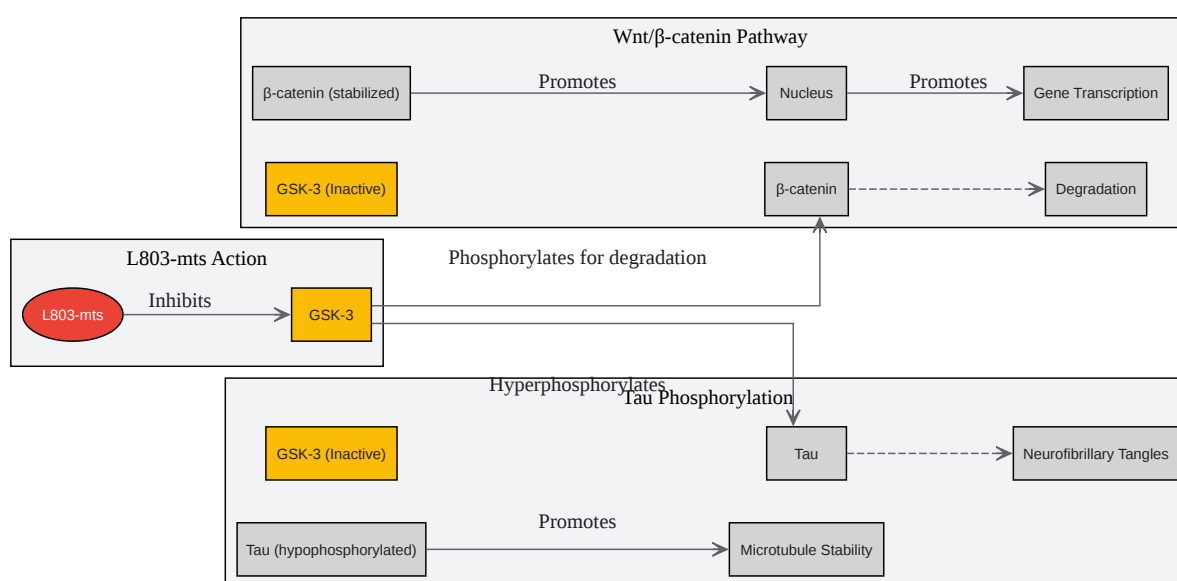 Wnt/β-catenin Pathway
β-catenin (stabilized)
Promotes
Nucleus
Promotes
Gene Transcription
GSK-3 (Inactive)
β-catenin
Degradation
L803-mts Action
Phosphorylates for degradation
L803-mts
Inhibits
GSK-3
Hyperphosphorylates
Tau Phosphorylation
GSK-3 (Inactive)
Tau
Neurofibrillary Tangles
Tau (hypophosphorylated)
Promotes
Microtubule Stability